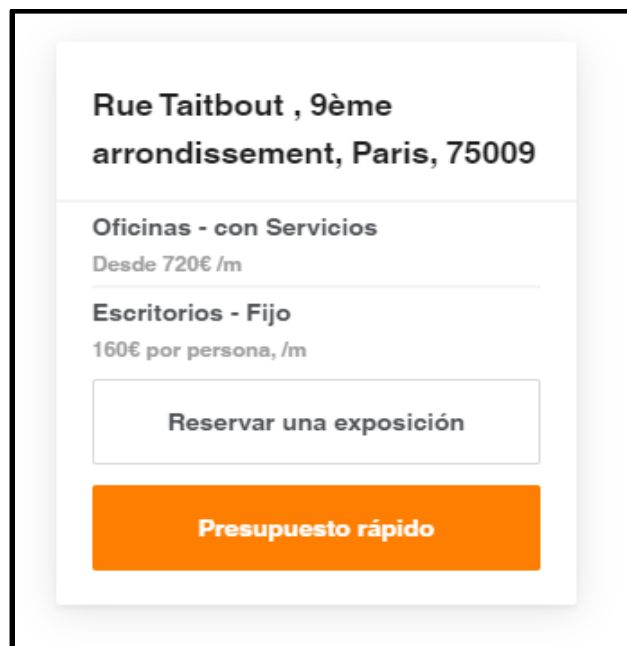 Rue Taitbout , 9ème
arrondissement, Paris, 75009
Oficinas - con Servicios
Desde 720€ /m
Escritorios - Fijo
160€ por persona, /m
Reservar una exposición
Presupuesto rápido